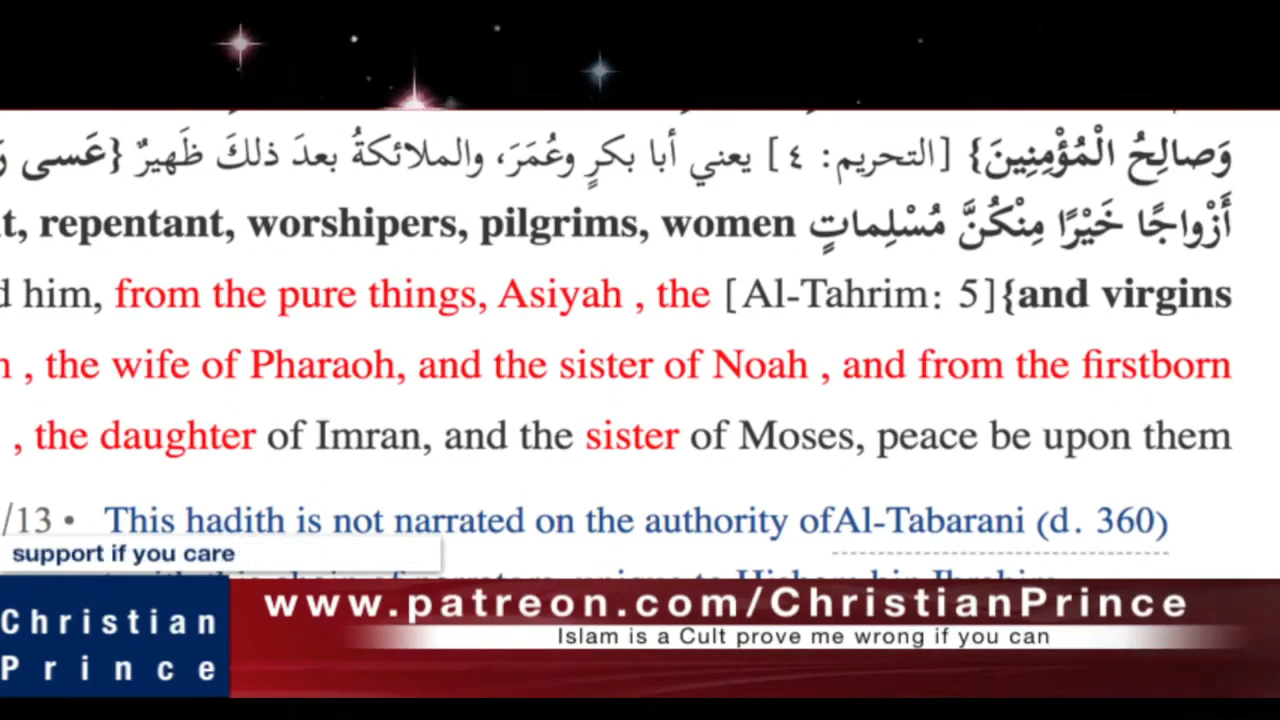 وَصالِحُ الْمُؤْمِنِينَ} [التحريم: ٤] يعني أبا بكرٍ وعُمَرَ، والملائكةُ بعدَ ذلكَ ظَهيرٌ {عَسى
repentant, worshipers, pilgrims, women أَزْواجًا خَيْرًا مِنْكُنَّ مُسْلِماتٍ
him, from the pure things, Asiyah , the [Al-Tahrim: 5]{and virgins
, the wife of Pharaoh, and the sister of Noah , and from the firstborn
, the daughter of Imran, and the sister of Moses, peace be upon them
/13 • This hadith is not narrated on the authority ofAl-Tabarani (d. 360)
support if you care
Christian
Prince
www.patreon.com/ChristianPrince
Islam is a Cult prove me wrong if you can